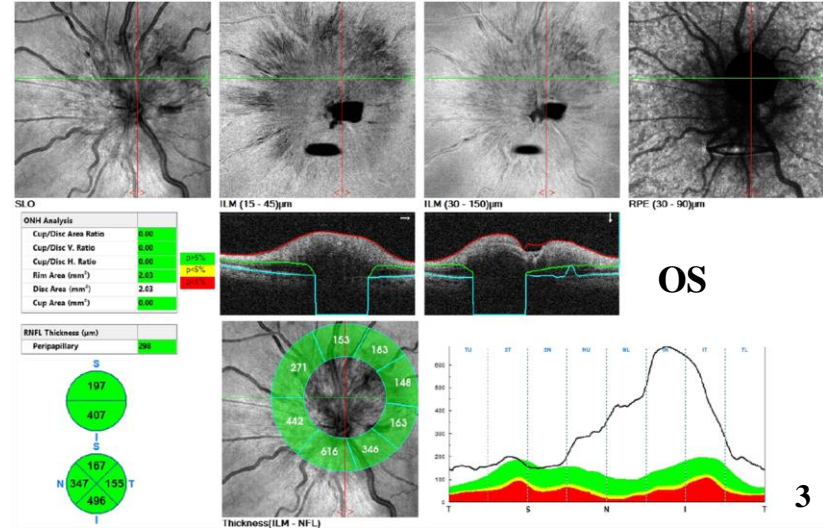 SLO
ILM (15 - 45)µm
ILM (30 - 150)µm
RPE (30 - 90)µm
ONH Analysis
Cup/Disc Area Ratio 0.00
Cup/Disc V. Ratio 0.00
Cup/Disc H. Ratio 0.00
Rim Area (mm²) 2.03
Disc Area (mm²) 2.03
Cup Area (mm³) 0.00
p>5%
p<5%
OS
RNFL Thickness (µm)
Peripapillary 298
S
197
407
I
S
167
N 347 155 T
496
I
153
271 183
148
442 163
616 346
Thickness(ILM - NFL)
TU ST SN NU NL IN IT TL
600
500
400
300
200
100
0
T S N I T
3